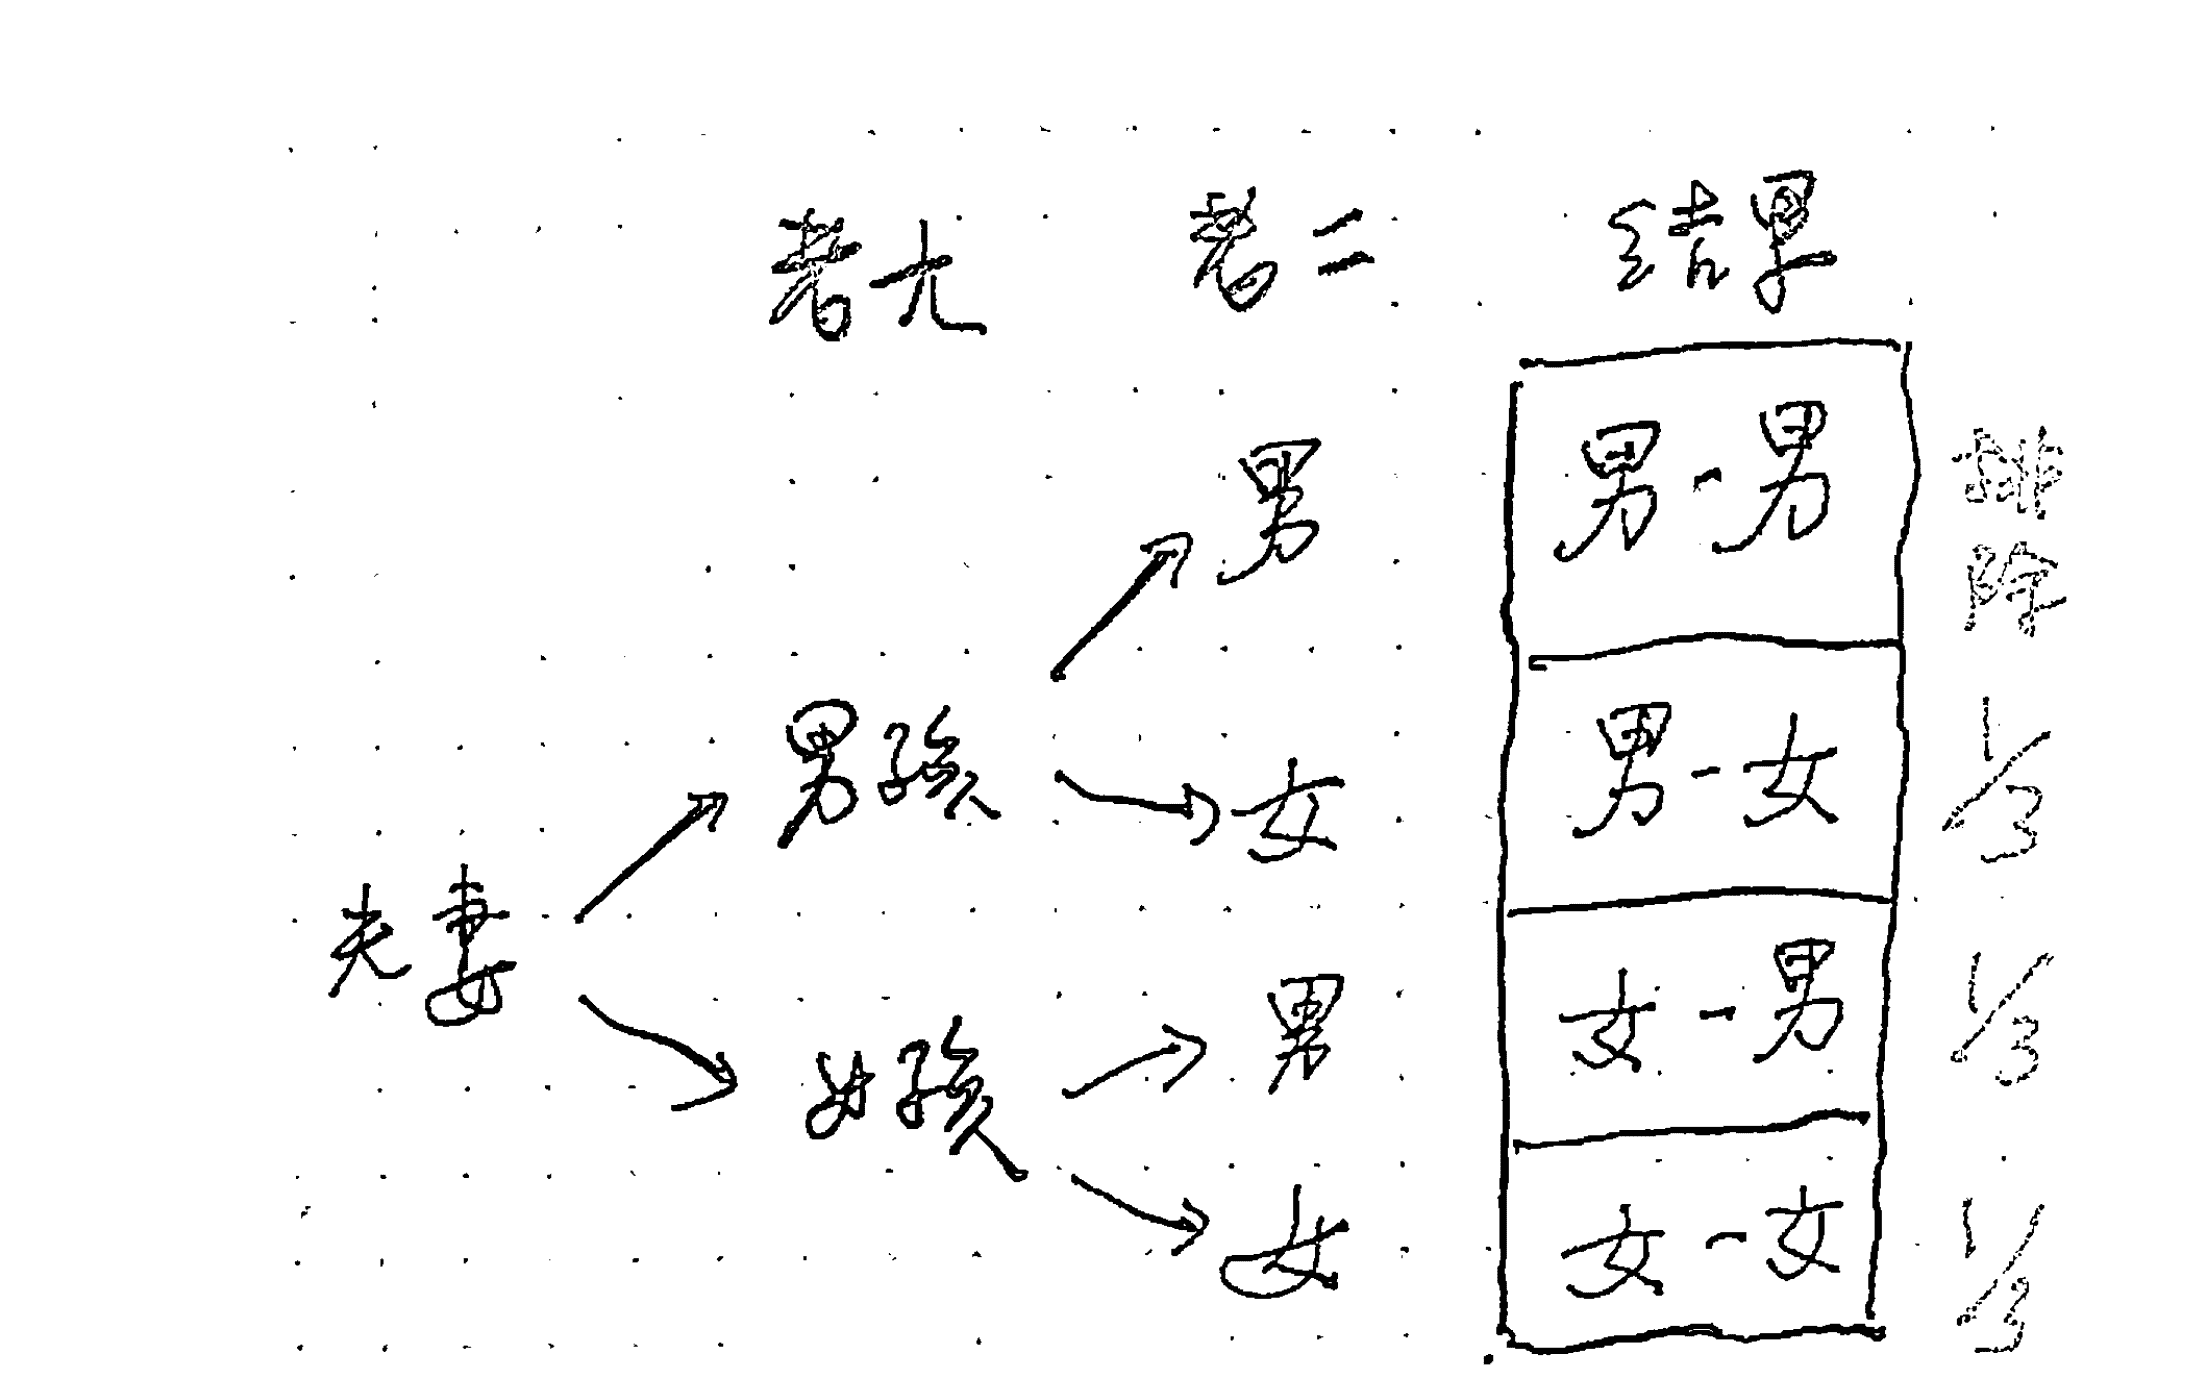 老大 老二 结果
男 男-男 排除
男孩 女 男-女 1/3
夫妻
女孩 男 女-男 1/3
女 女-女 1/3